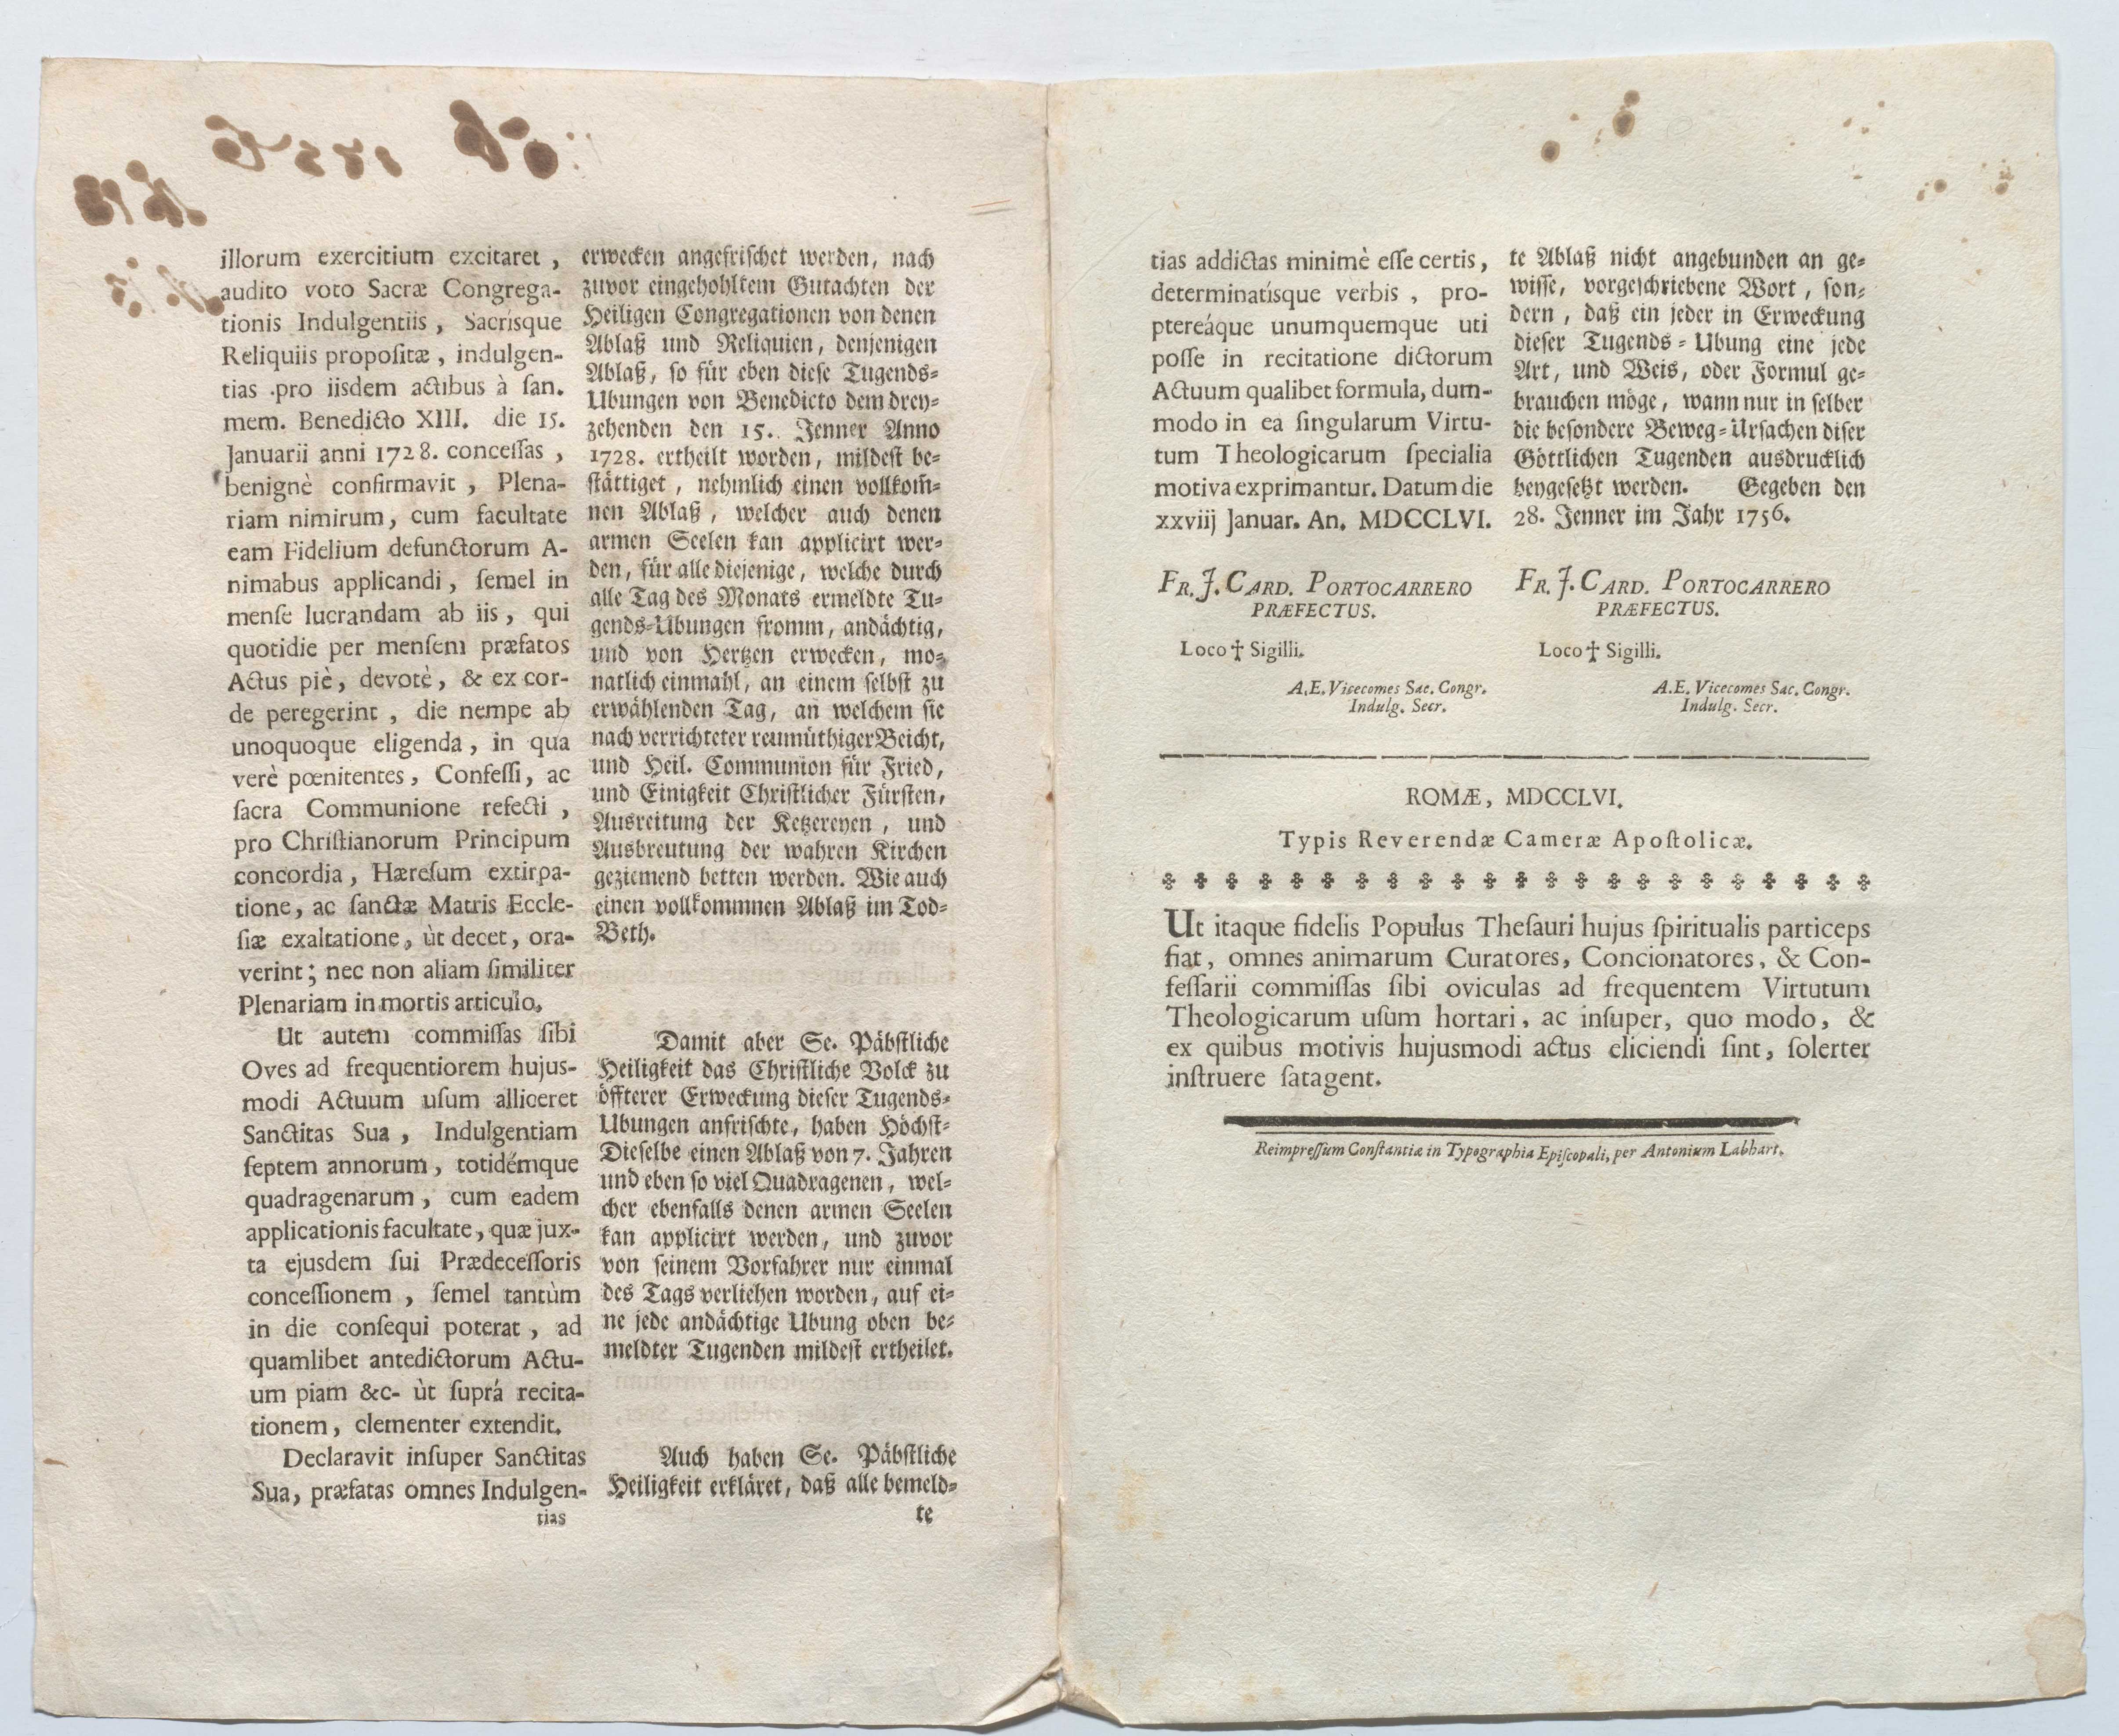 illorum exercitium excitaret ,
audito voto Sacræ Congrega-
tionis Indulgentiis , Sacrísque
Reliquiis propositæ , indulgen-
tias .pro iisdem actibus à san.
mem. Benedicto XIII. die 15.
Januarii anni 1728. concessas ,
benignè confirmavit , Plena-
riam nimirum, cum facultate
eam Fidelium defunctorum A-
nimabus applicandi , semel in
mense lucrandam ab iis , qui
quotidie per mensem præfatos
Actus piè, devotè, & ex cor-
de peregerint , die nempe ab
unoquoque eligenda , in qua
verè pœnitentes , Confessi, ac
sacra Communione refecti ,
pro Christianorum Principum
concordia , Hæresum extirpa-
tione, ac sanctæ Matris Eccle-
siæ exaltatione, ùt decet, ora-
verint ; nec non aliam similiter
Plenariam in mortis articulo.
Ut autem commissas sibi
Oves ad frequentiorem hujus-
modi Actuum usum alliceret
Sanctitas Sua , Indulgentiam
septem annorum , totidémque
quadragenarum , cum eadem
applicationis facultate , quæ jux-
ta ejusdem sui Prædecessoris
concessionem , semel tantùm
in die consequi poterat , ad
quamlibet antedictorum Actu-
um piam &c- ùt suprá recita-
tionem , clementer extendit.
Declaravit insuper Sanctitas
Sua, præfatas omnes Indulgen-
tias
erwecken angefrischet werden, nach
zuvor eingehohltem Gutachten der
Heiligen Congregationen von denen
Ablaß und Reliquien, denjenigen
Ablaß, so für eben diese Tugends-
Ubungen von Benedicto dem drey-
zehenden den 15. Jenner Anno
1728. ertheilt worden, mildest be-
stättiget , nehmlich einen vollkom̃-
nen Ablaß , welcher auch denen
armen Seelen kan applicirt wer-
den, für alle diejenige, welche durch
alle Tag des Monats ermeldte Tu-
gends-Ubungen fromm, andächtig,
und von Hertzen erwecken, mo-
natlich einmahl, an einem selbst zu
erwählenden Tag, an welchem sie
nach verrichteter reumüthiger Beicht,
und Heil. Communion für Fried,
und Einigkeit Christlicher Fürsten,
Ausreitung der Ketzereyen , und
Ausbreutung der wahren Kirchen
geziemend betten werden. Wie auch
einen vollkommnen Ablaß im Tod-
Beth.
Damit aber Se. Päbstliche
Heiligkeit das Christliche Volck zu
öffterer Erweckung dieser Tugends-
Ubungen anfrischte, haben Höchst-
Dieselbe einen Ablaß von 7. Jahren
und eben so viel Quadragenen, wel-
cher ebenfalls denen armen Seelen
kan applicirt werden, und zuvor
von seinem Vorfahrer nur einmal
des Tags verliehen worden, auf ei-
ne jede andächtige Ubung oben be-
meldter Tugenden mildest ertheilet.
Auch haben Se. Päbstliche
Heiligkeit erkläret, daß alle bemeld-
te
tias addictas minimè esse certis,
determinatísque verbis , pro-
ptereáque unumquemque uti
posse in recitatione dictorum
Actuum qualibet formula, dum-
modo in ea singularum Virtu-
tum Theologicarum specialia
motiva exprimantur. Datum die
xxviij Januar. An. MDCCLVI.
FR. J. CARD. PORTOCARRERO
PRÆFECTUS.
Loco ✝ Sigilli.
A.E. Vicecomes Sac. Congr.
Indulg. Secr.
te Ablaß nicht angebunden an ge-
wisse, vorgeschriebene Wort , son-
dern , daß ein jeder in Erweckung
dieser Tugends - Ubung eine jede
Art, und Weis, oder Formul ge-
brauchen möge, wann nur in selber
die besondere Beweg-Ursachen diser
Göttlichen Tugenden ausdrucklich
beygesetzt werden. Gegeben den
28. Jenner im Jahr 1756.
FR. J. CARD. PORTOCARRERO
PRÆFECTUS.
Loco ✝ Sigilli.
A.E. Vicecomes Sac. Congr.
Indulg. Secr.
ROMÆ, MDCCLVI.
Typis Reverendæ Cameræ Apostolicæ.
Ut itaque fidelis Populus Thesauri hujus spiritualis particeps
fiat, omnes animarum Curatores, Concionatores, & Con-
fessarii commissas sibi oviculas ad frequentem Virtutum
Theologicarum usum hortari, ac insuper, quo modo, &
ex quibus motivis hujusmodi actus eliciendi sint, solerter
instruere satagent.
Reimpressum Constantiæ in Typographia Episcopali, per Antonium Labhart.